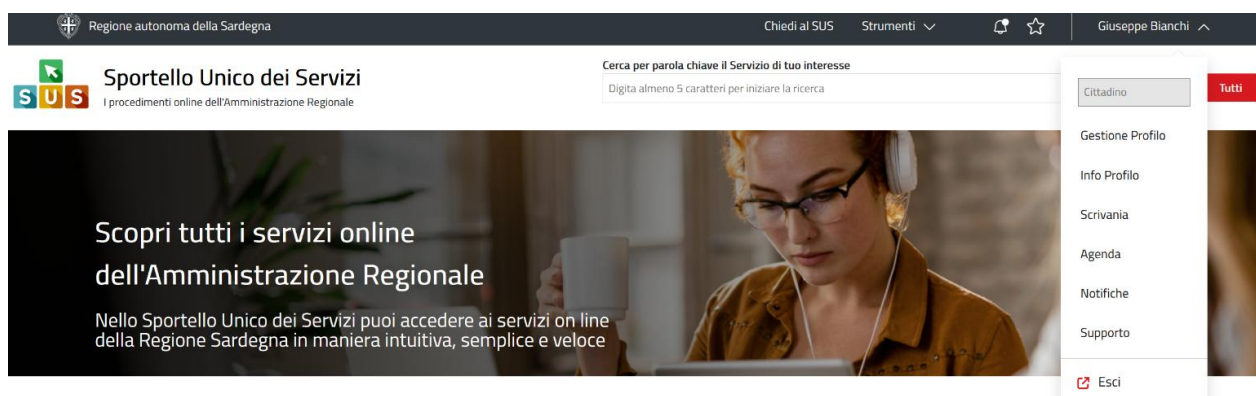 Regione autonoma della Sardegna
Chiedi al SUS
Strumenti
Giuseppe Bianchi
SUS
Sportello Unico dei Servizi
I procedimenti online dell'Amministrazione Regionale
Cerca per parola chiave il Servizio di tuo interesse
Digita almeno 5 caratteri per iniziare la ricerca
Tutti
Cittadino
Gestione Profilo
Info Profilo
Scrivania
Agenda
Notifiche
Supporto
Esci
Scopri tutti i servizi online
dell'Amministrazione Regionale
Nello Sportello Unico dei Servizi puoi accedere ai servizi on line
della Regione Sardegna in maniera intuitiva, semplice e veloce